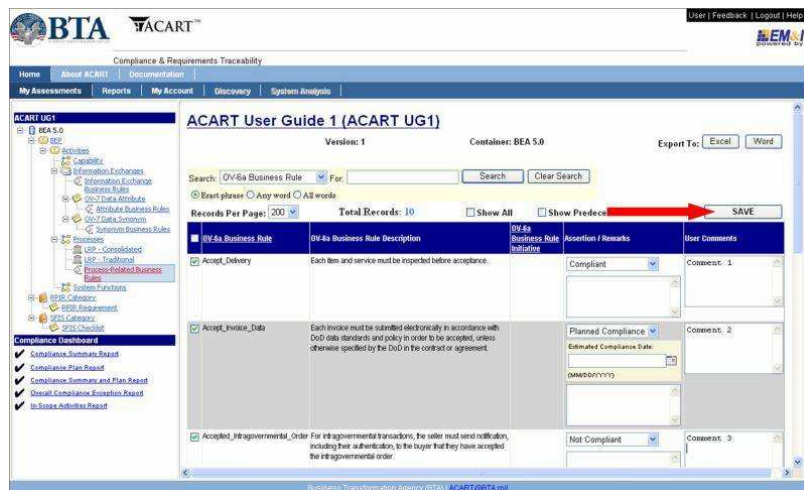 User | Feedback | Logout | Help
BTA ACART™
EM&I
powered by
Compliance & Requirements Traceability
Home About ACART Documentation
My Assessments Reports My Account Discovery System Analysis
ACART UG1
BEA 5.0
BEP
Activities
Capability
Information Exchanges
Information Exchange
Business Rules
OV-7 Data Attribute
Attribute Business Rules
OV-7 Data Synonym
Synonym Business Rules
Processes
LRP - Consolidated
LRP - Traditional
Process-Related Business
Rules
System Functions
RPIR Category
RPIR Requirement
SFIS Category
SFIS Checklist
Compliance Dashboard
Compliance Summary Report
Compliance Plan Report
Compliance Summary and Plan Report
Overall Compliance Exception Report
In-Scope Activities Report
ACART User Guide 1 (ACART UG1)
Version: 1 Container: BEA 5.0 Export To: Excel Word
Search: OV-6a Business Rule For: Search Clear Search
Exact phrase Any word All words
Records Per Page: 200 Total Records: 10 Show All Show Predece SAVE
OV-6a Business Rule OV-6a Business Rule Description OV-6a Business Rule Initiative Assertion / Remarks User Comments
Accept_Delivery Each item and service must be inspected before acceptance. Compliant Comment 1
Accept_Invoice_Data Each invoice must be submitted electronically in accordance with Planned Compliance Comment 2
DoD data standards and policy in order to be accepted, unless Estimated Compliance Date:
otherwise specified by the DoD in the contract or agreement.
(MM/DD/YYYY)
Accepted_Intragovernmental_Order For intragovernmental transactions, the seller must send notification, Not Compliant Comment 3
including their authentication, to the buyer that they have accepted
the intragovernmental order.
Business Transformation Agency (BTA) | ACART@BTA.mil